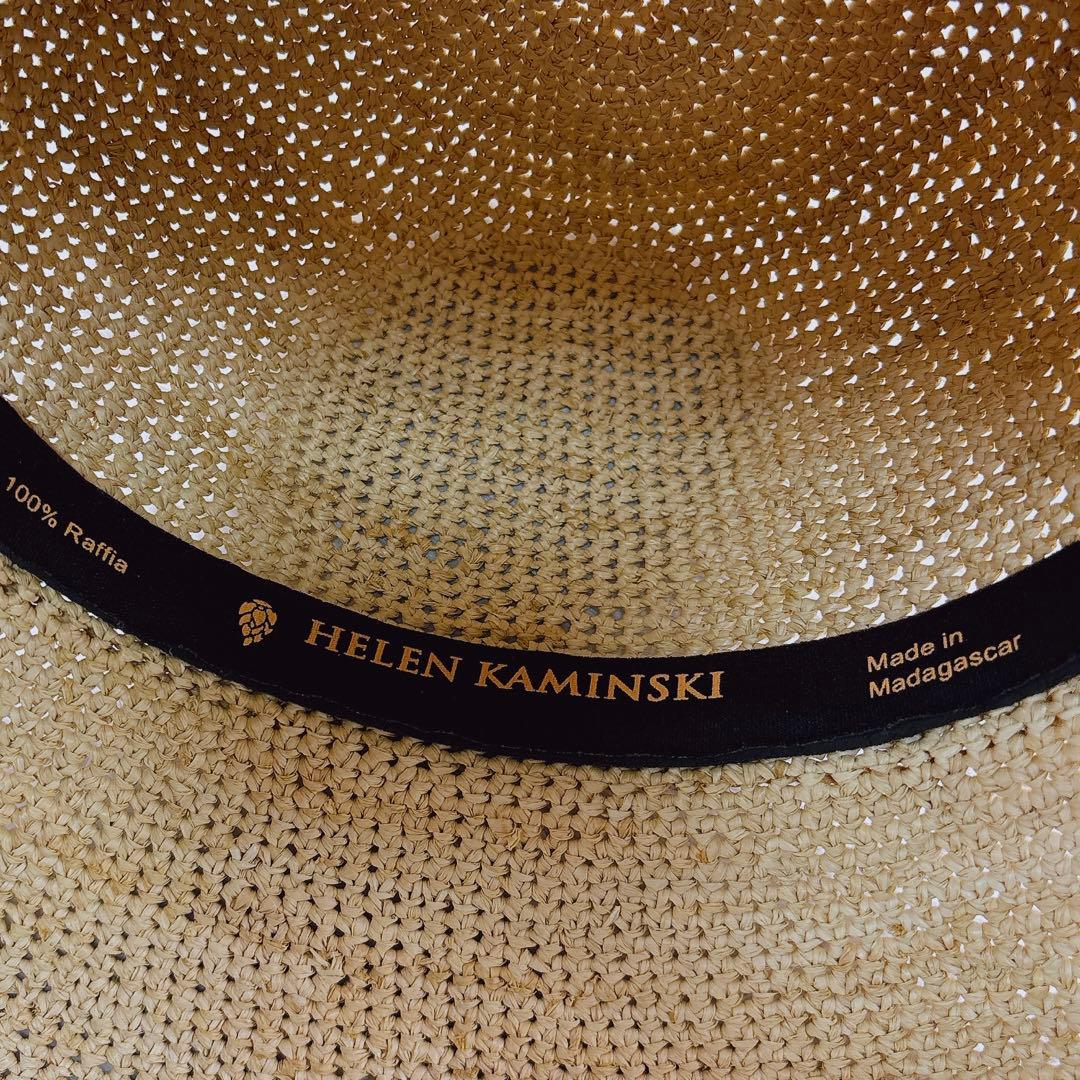 100% Raffia
HELEN KAMINSKI
Made in
Madagascar